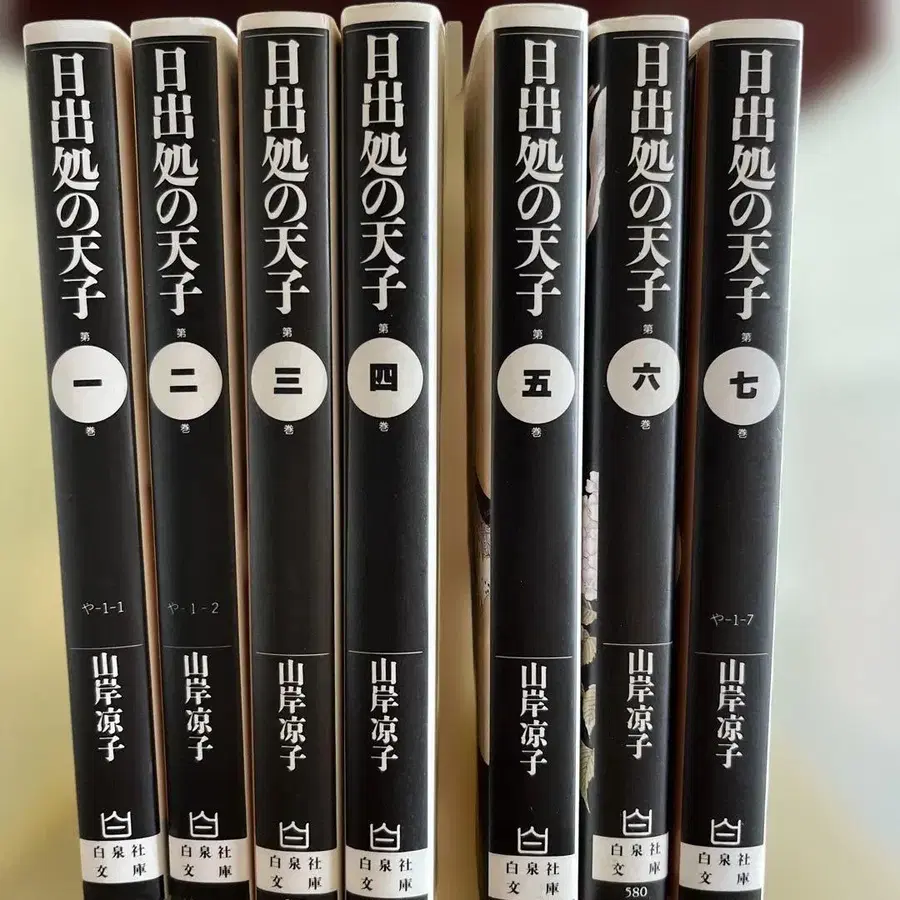 日出処の天子
第
一
巻
や-1-1
山岸凉子
白泉社
文庫
日出処の天子
第
二
巻
や-1-2
山岸凉子
白泉社
文庫
日出処の天子
第
三
巻
山岸凉子
白泉社
文庫
日出処の天子
第
四
巻
山岸凉子
白泉社
文庫
日出処の天子
第
五
巻
山岸凉子
白泉社
文庫
日出処の天子
第
六
巻
山岸凉子
白泉社
文庫
580
日出処の天子
第
七
巻
や-1-7
山岸凉子
白泉社
文庫